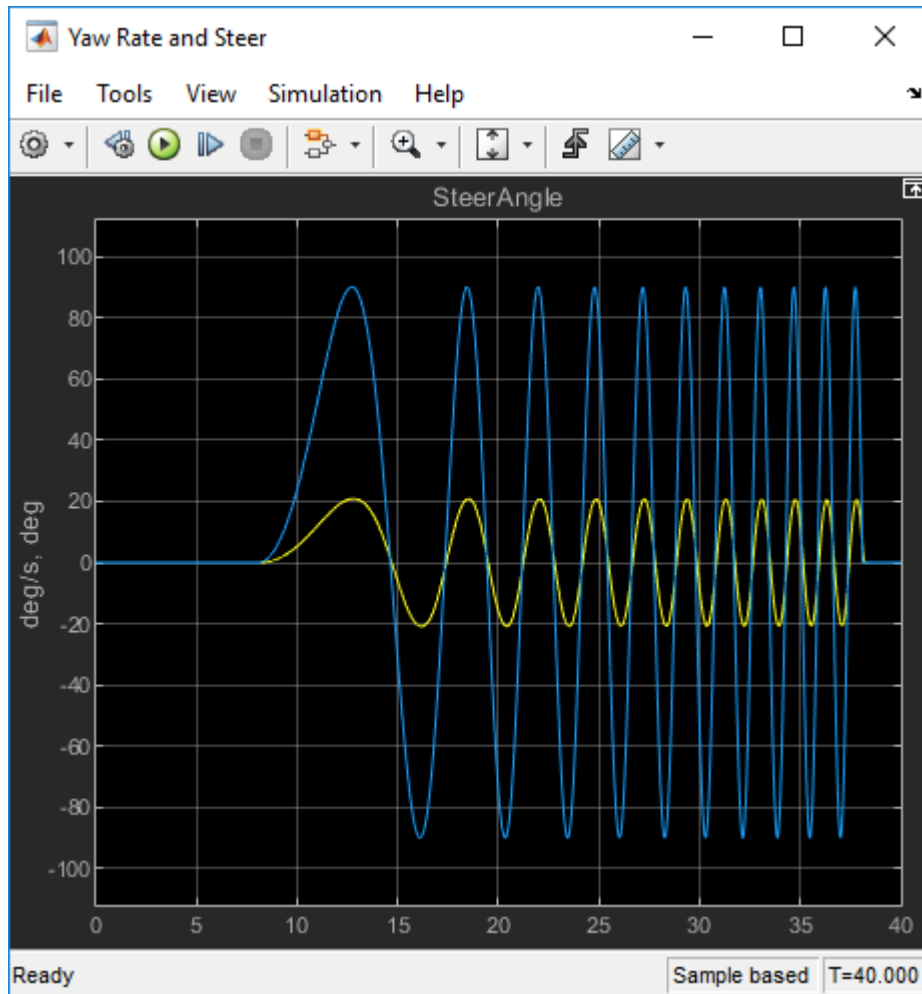 Yaw Rate and Steer
File Tools View Simulation Help
SteerAngle
100
80
60
40
20
0
-20
-40
-60
-80
-100
deg/s, deg
0 5 10 15 20 25 30 35 40
Ready Sample based T=40.000